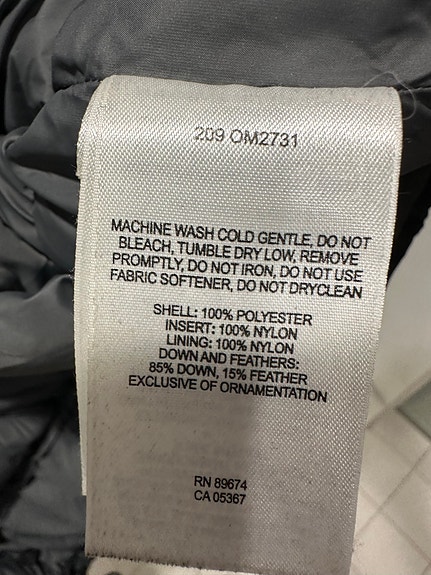 209 OM2731
MACHINE WASH COLD GENTLE, DO NOT
BLEACH, TUMBLE DRY LOW, REMOVE
PROMPTLY, DO NOT IRON, DO NOT USE
FABRIC SOFTENER, DO NOT DRYCLEAN
SHELL: 100% POLYESTER
INSERT: 100% NYLON
LINING: 100% NYLON
DOWN AND FEATHERS:
85% DOWN, 15% FEATHER
EXCLUSIVE OF ORNAMENTATION
RN 89674
CA 05367